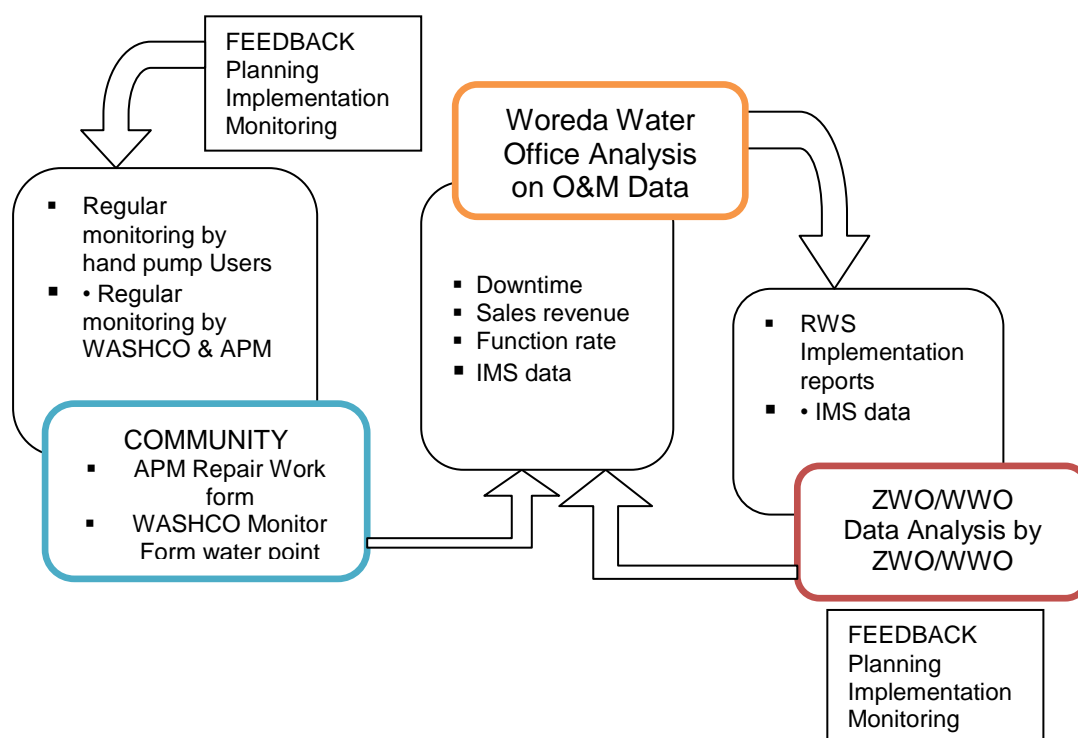 FEEDBACK
Planning
Implementation
Monitoring
▪ Regular
monitoring by
hand pump Users
▪ • Regular
monitoring by
WASHCO & APM
COMMUNITY
▪ APM Repair Work
form
▪ WASHCO Monitor
Form water point
Woreda Water
Office Analysis
on O&M Data
▪ Downtime
▪ Sales revenue
▪ Function rate
▪ IMS data
▪ RWS
Implementation
reports
▪ • IMS data
ZWO/WWO
Data Analysis by
ZWO/WWO
FEEDBACK
Planning
Implementation
Monitoring